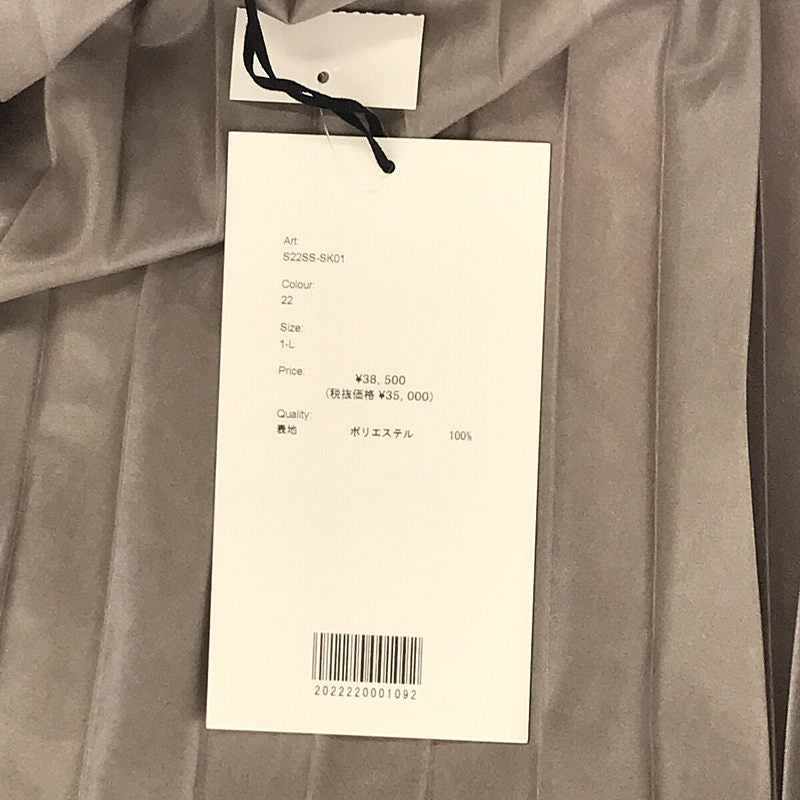 Art
S22SS-SK01
Colour:
22
Size:
1-L
Price:
¥38,500
(税抜価格 ¥35,000)
Quality:
表地 ポリエステル 100%
2022220001092